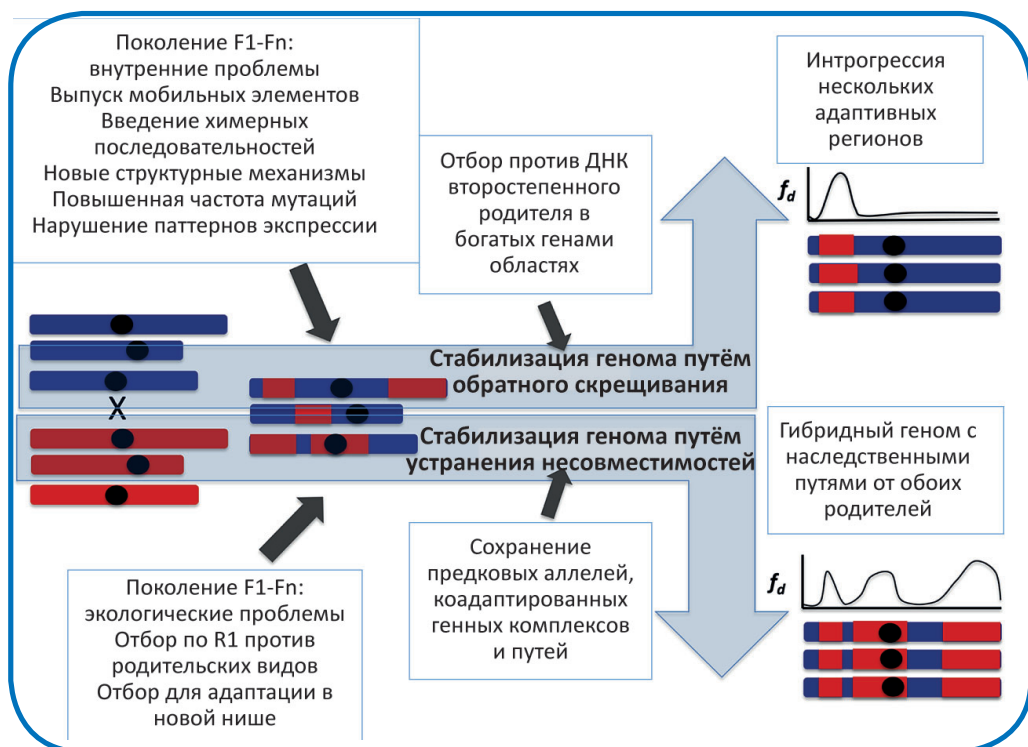 Поколение F1-Fn:
внутренние проблемы
Выпуск мобильных элементов
Введение химерных
последовательностей
Новые структурные механизмы
Повышенная частота мутаций
Нарушение паттернов экспрессии
Отбор против ДНК
второстепенного
родителя в
богатых генами
областях
Интрогрессия
нескольких
адаптивных
регионов
fd
X
Стабилизация генома путём
обратного скрещивания
Стабилизация генома путём
устранения несовместимостей
Гибридный геном с
наследственными
путями от обоих
родителей
fd
Поколение F1-Fn:
экологические проблемы
Отбор по R1 против
родительских видов
Отбор для адаптации в
новой нише
Сохранение
предковых аллелей,
коадаптированных
генных комплексов
и путей